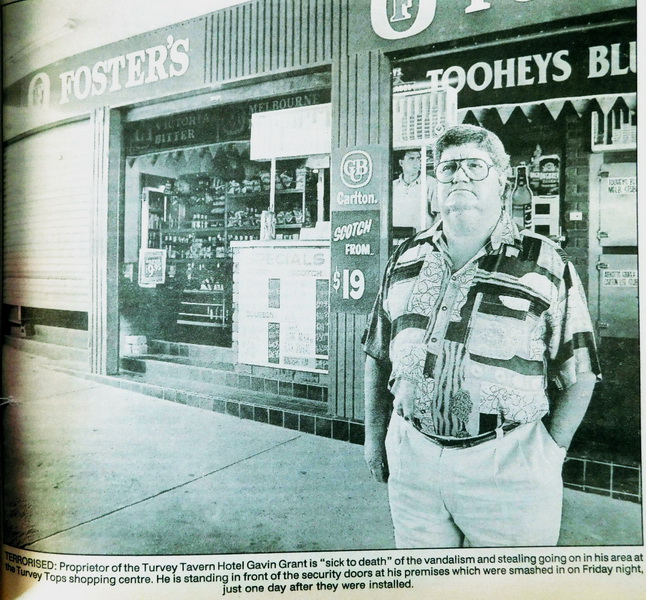 FOSTER'S
TOOHEYS BLU
VICTORIA
BITTER
MELBOURNE
CUB
Carlton.
SCOTCH
FROM
$19
SPECIALS
SCOTCH
TERRORISED: Proprietor of the Turvey Tavern Hotel Gavin Grant is "sick to death" of the vandalism and stealing going on in his area at
the Turvey Tops shopping centre. He is standing in front of the security doors at his premises which were smashed in on Friday night,
just one day after they were installed.